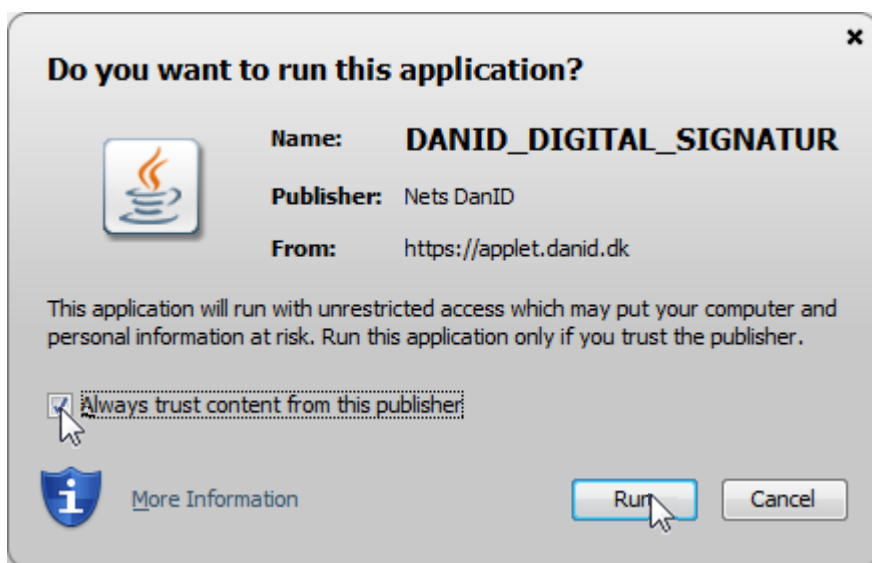 Do you want to run this application?
Name: DANID_DIGITAL_SIGNATUR
Publisher: Nets DanID
From: https://applet.danid.dk
This application will run with unrestricted access which may put your computer and
personal information at risk. Run this application only if you trust the publisher.
Always trust content from this publisher
More Information
Run
Cancel